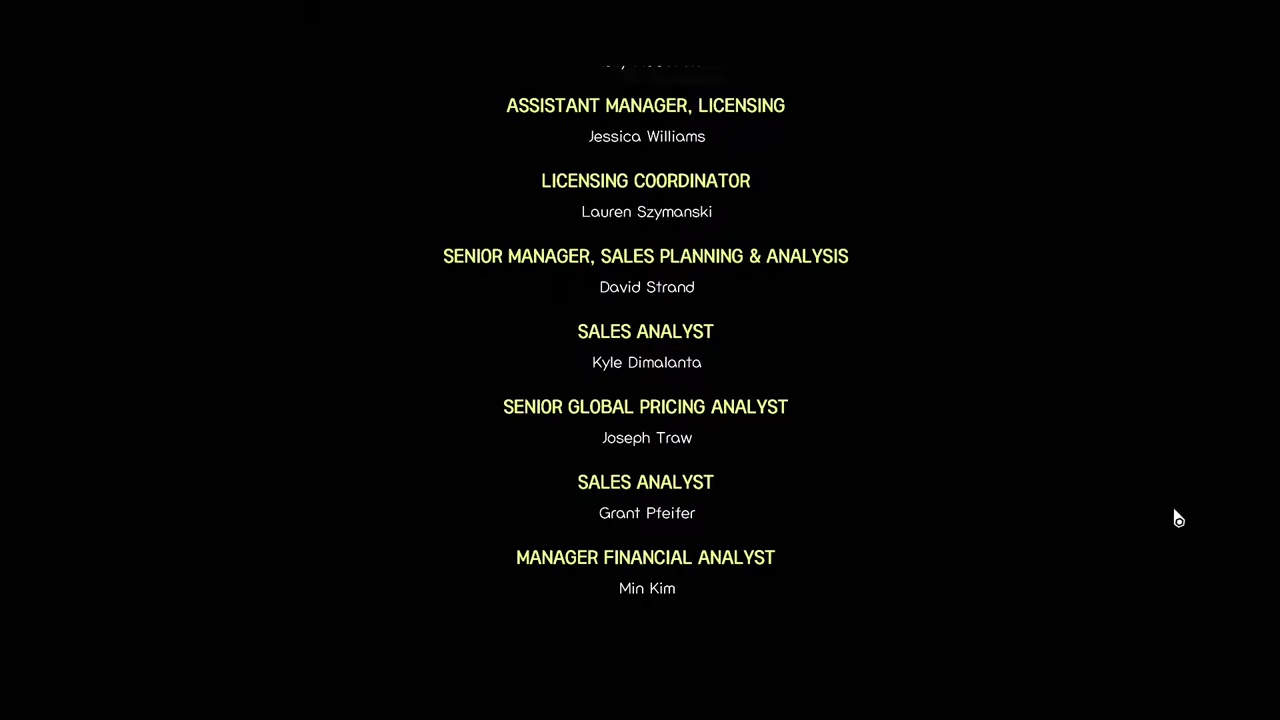 ASSISTANT MANAGER, LICENSING
Jessica Williams
LICENSING COORDINATOR
Lauren Szymanski
SENIOR MANAGER, SALES PLANNING & ANALYSIS
David Strand
SALES ANALYST
Kyle Dimalanta
SENIOR GLOBAL PRICING ANALYST
Joseph Traw
SALES ANALYST
Grant Pfeifer
MANAGER FINANCIAL ANALYST
Min Kim